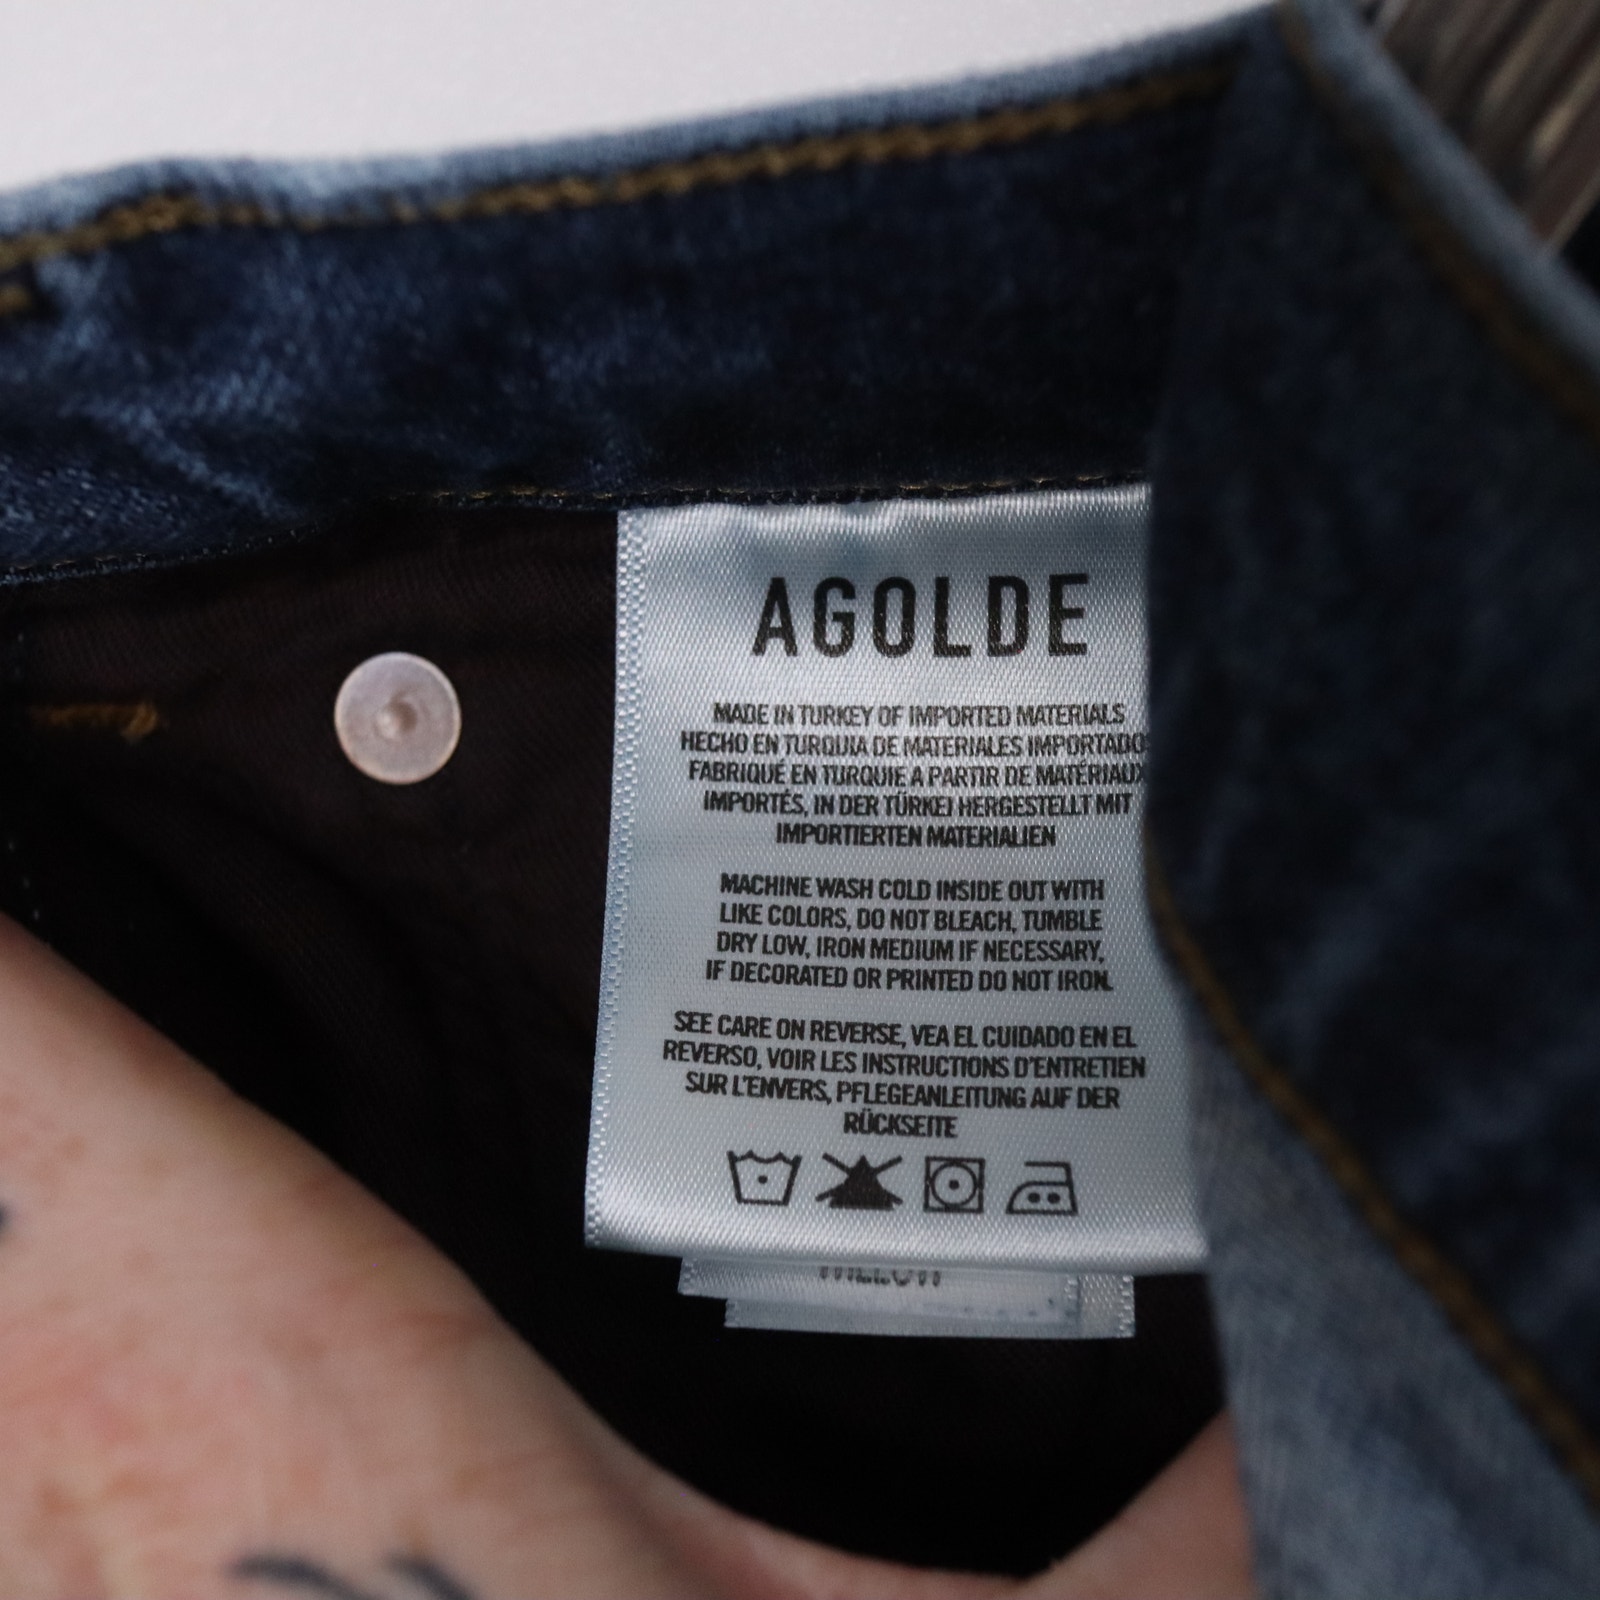 AGOLDE
MADE IN TURKEY OF IMPORTED MATERIALS
HECHO EN TURQUIA DE MATERIALES IMPORTADO
FABRIQUÉ EN TURQUIE A PARTIR DE MATÉRIAUX
IMPORTÉS, IN DER TÜRKEI HERGESTELLT MIT
IMPORTIERTEN MATERIALIEN
MACHINE WASH COLD INSIDE OUT WITH
LIKE COLORS, DO NOT BLEACH, TUMBLE
DRY LOW, IRON MEDIUM IF NECESSARY,
IF DECORATED OR PRINTED DO NOT IRON.
SEE CARE ON REVERSE, VEA EL CUIDADO EN EL
REVERSO, VOIR LES INSTRUCTIONS D'ENTRETIEN
SUR L'ENVERS, PFLEGEANLEITUNG AUF DER
RÜCKSEITE